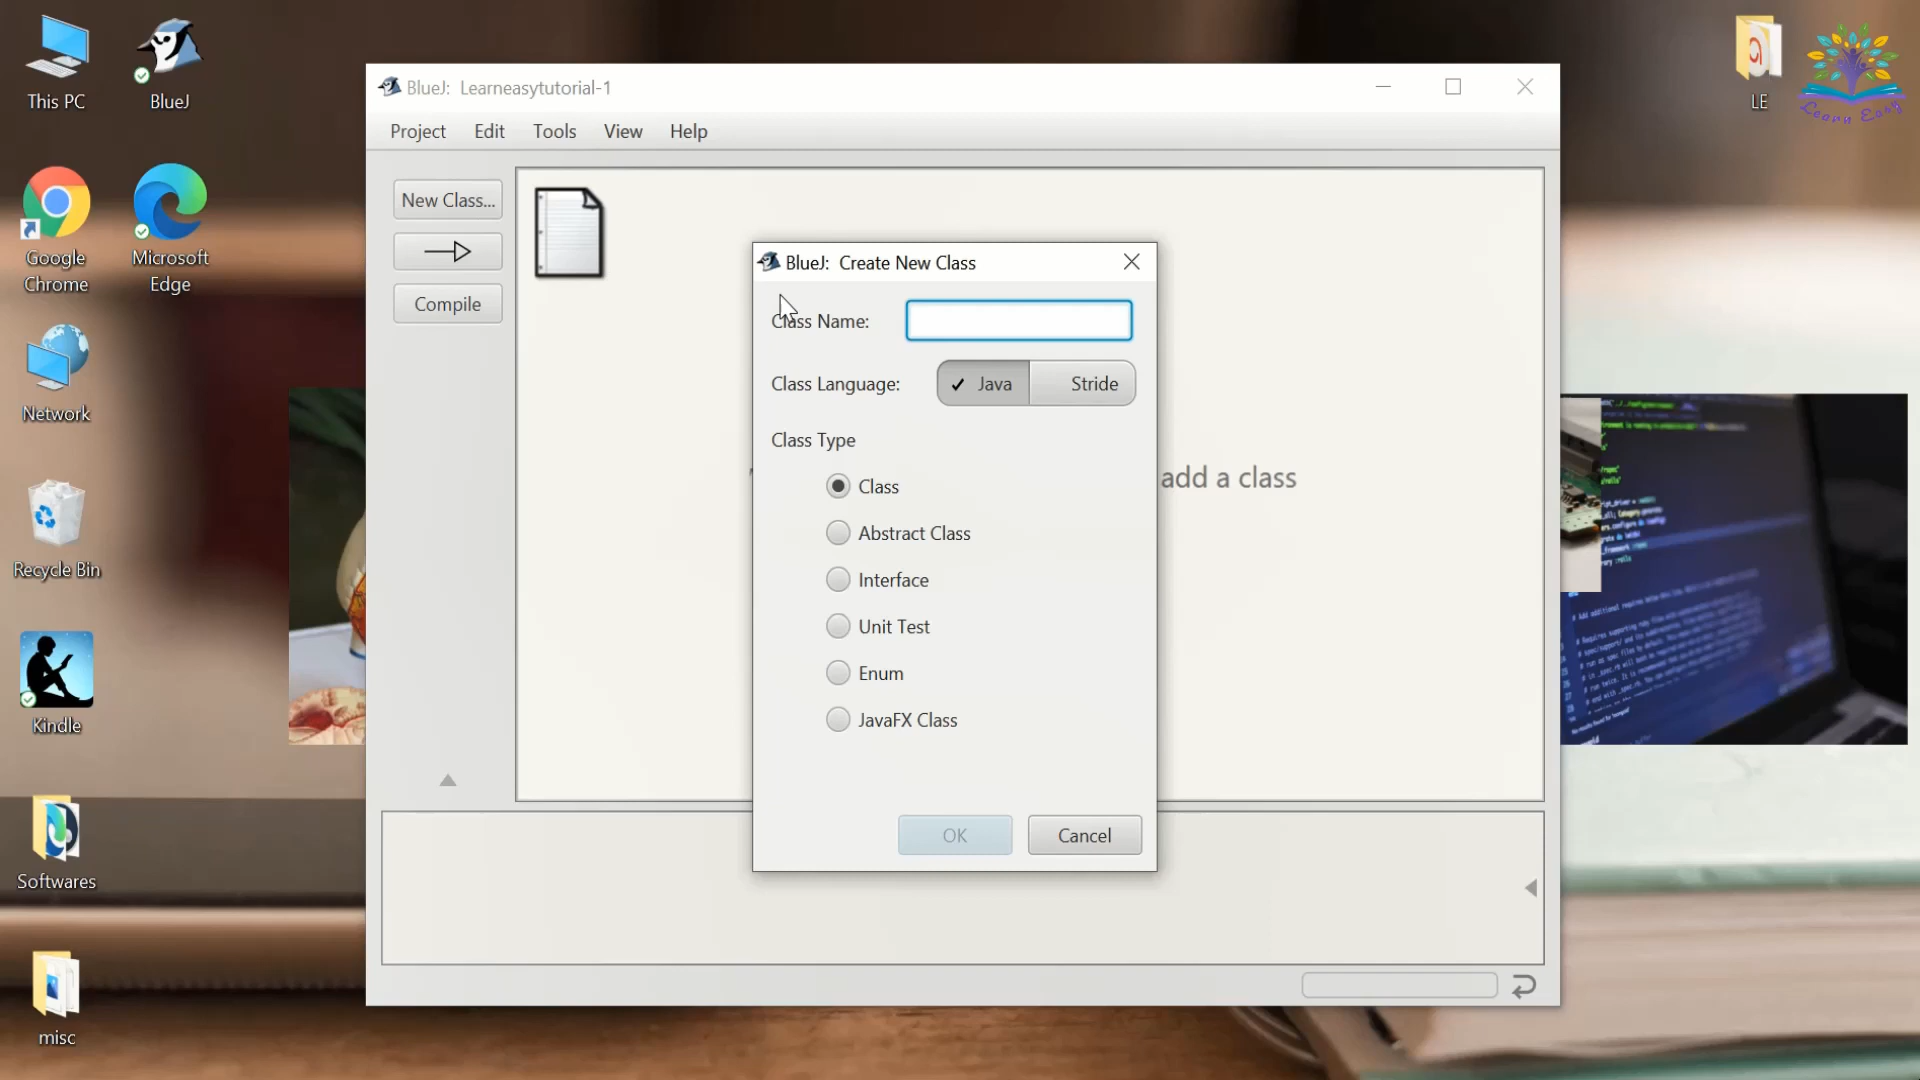 This PC
BlueJ
Google
Chrome
Microsoft
Edge
Network
Recycle Bin
Kindle
Softwares
misc
LE
Learn Easy
BlueJ: Learneasytutorial-1
Project Edit Tools View Help
New Class...
Compile
add a class
BlueJ: Create New Class
Class Name:
Class Language: Java Stride
Class Type
Class
Abstract Class
Interface
Unit Test
Enum
JavaFX Class
OK Cancel